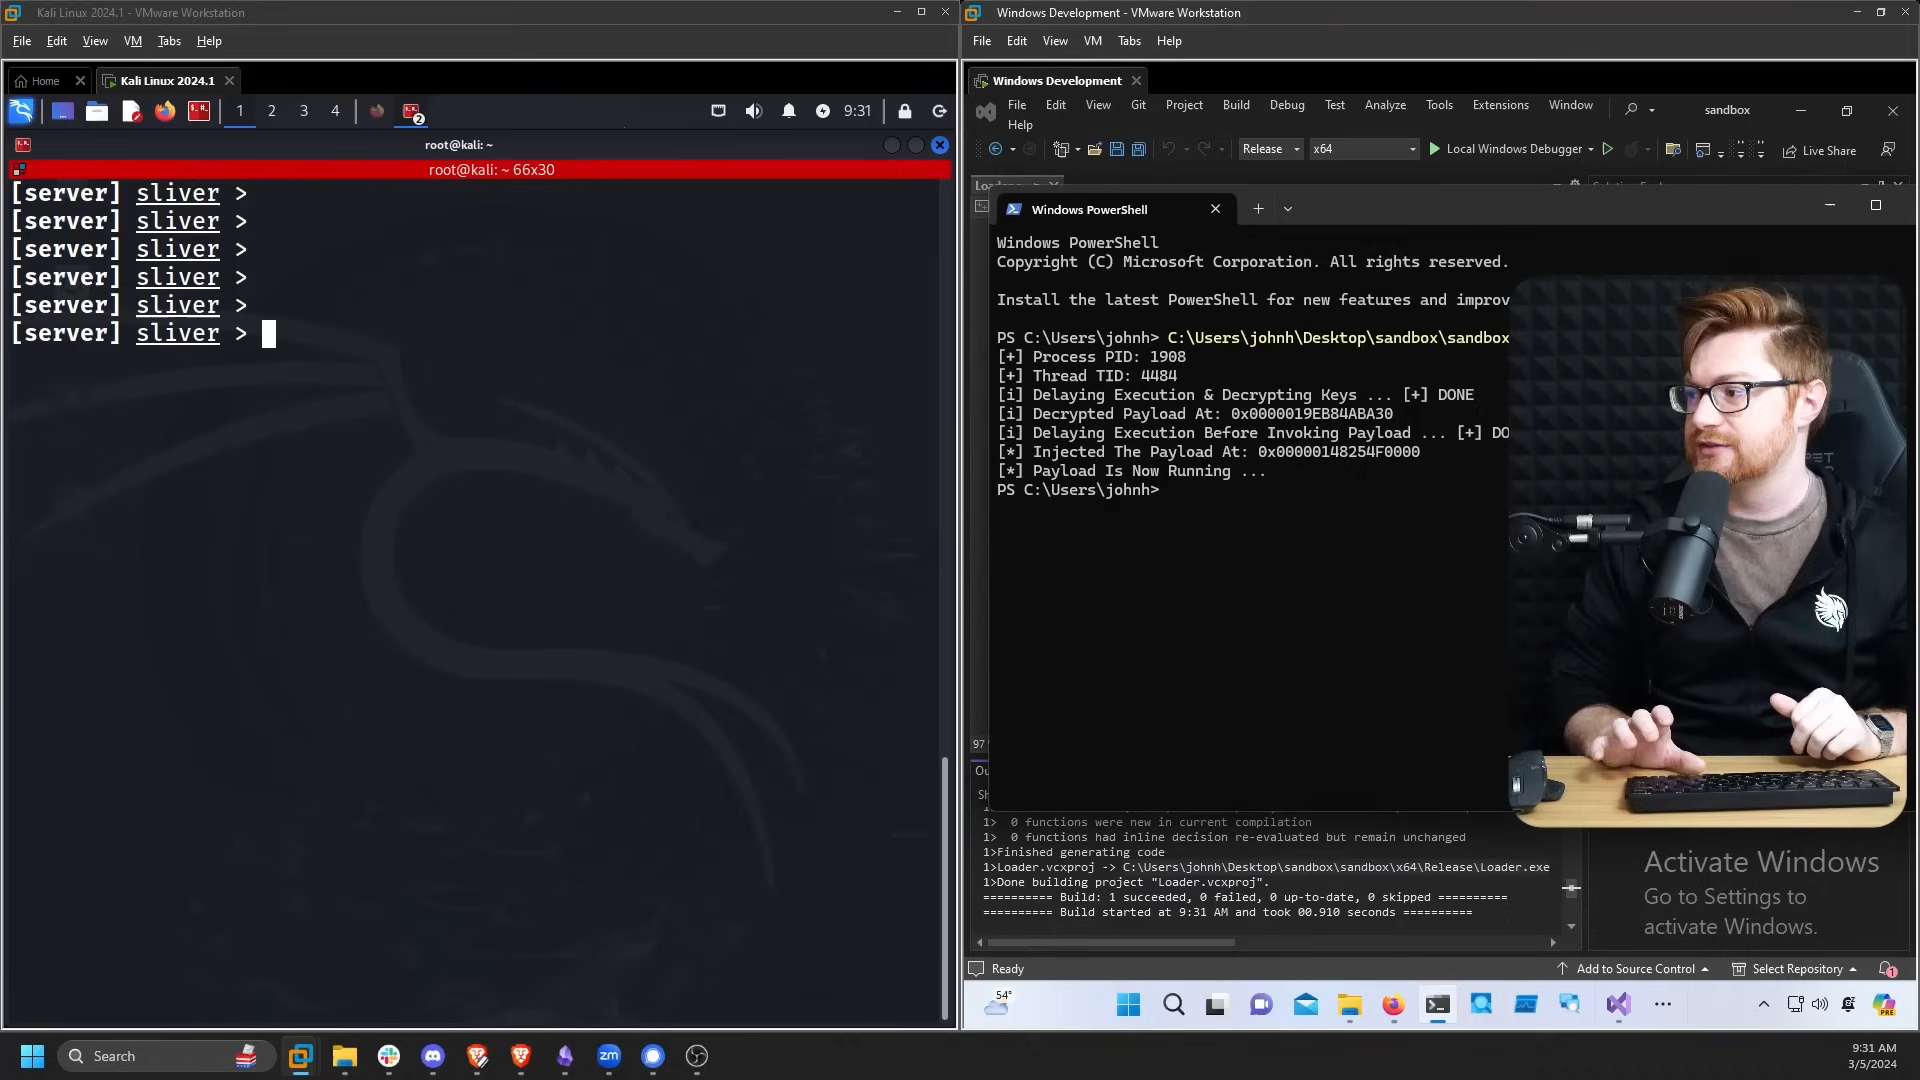 Kali Linux 2024.1 - VMware Workstation
File Edit View VM Tabs Help
Home
Kali Linux 2024.1
1 2 3 4
2
9:31
root@kali: ~
root@kali: ~ 66x30
[server] sliver >
[server] sliver >
[server] sliver >
[server] sliver >
[server] sliver >
[server] sliver >
Windows Development - VMware Workstation
File Edit View VM Tabs Help
Windows Development
File Edit View Git Project Build Debug Test Analyze Tools Extensions Window
Help
sandbox
Release x64 Local Windows Debugger
Live Share
Windows PowerShell
Windows PowerShell
Copyright (C) Microsoft Corporation. All rights reserved.
Install the latest PowerShell for new features and improv
PS C:\Users\johnh> C:\Users\johnh\Desktop\sandbox\sandbox
[+] Process PID: 1908
[+] Thread TID: 4484
[i] Delaying Execution & Decrypting Keys ... [+] DONE
[i] Decrypted Payload At: 0x0000019EB84ABA30
[i] Delaying Execution Before Invoking Payload ... [+] DO
[*] Injected The Payload At: 0x00000148254F0000
[*] Payload Is Now Running ...
PS C:\Users\johnh>
97
Ou
1> 0 functions were new in current compilation
1> 0 functions had inline decision re-evaluated but remain unchanged
1>Finished generating code
1>Loader.vcxproj -> C:\Users\johnh\Desktop\sandbox\sandbox\x64\Release\Loader.exe
1>Done building project "Loader.vcxproj".
========== Build: 1 succeeded, 0 failed, 0 up-to-date, 0 skipped ==========
========== Build started at 9:31 AM and took 00.910 seconds ==========
Activate Windows
Go to Settings to
activate Windows.
Ready
Add to Source Control
Select Repository
1
54°
PRE
Search
zm
9:31 AM
3/5/2024